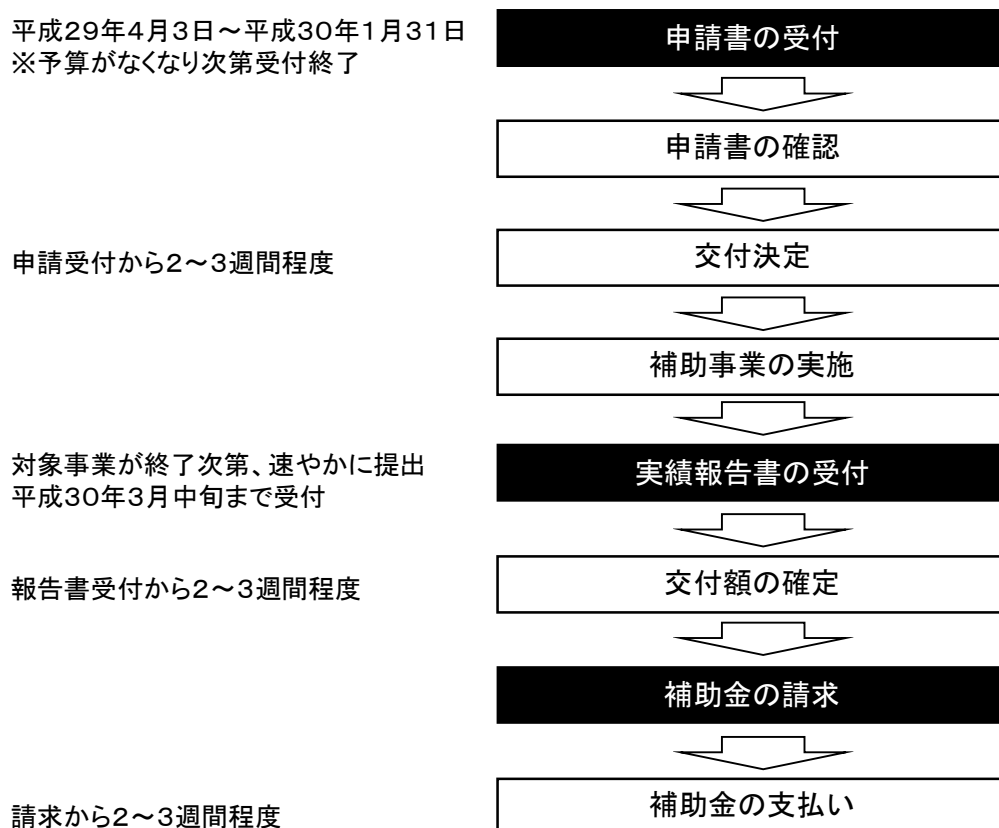 平成29年4月3日～平成30年1月31日
※予算がなくなり次第受付終了
申請書の受付
申請書の確認
申請受付から2～3週間程度
交付決定
補助事業の実施
対象事業が終了次第、速やかに提出
平成30年3月中旬まで受付
実績報告書の受付
報告書受付から2～3週間程度
交付額の確定
補助金の請求
請求から2～3週間程度
補助金の支払い